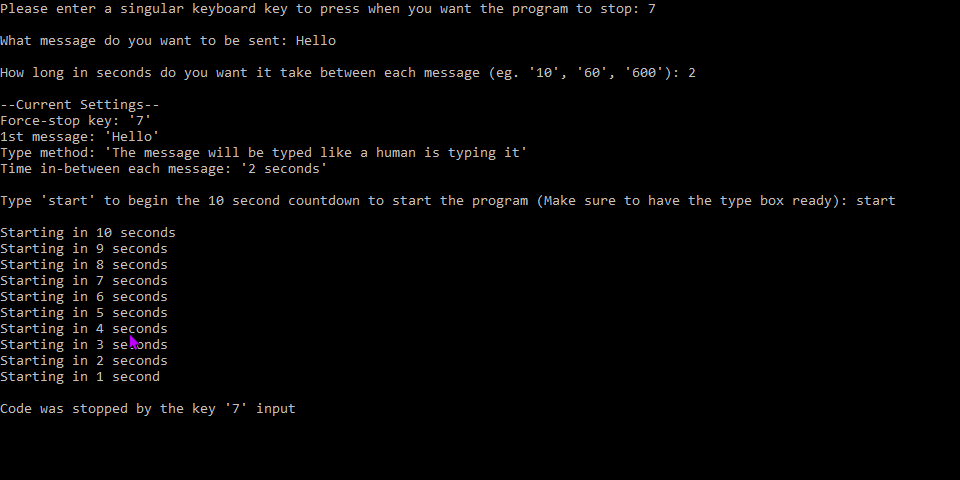 Please enter a singular keyboard key to press when you want the program to stop: 7
What message do you want to be sent: Hello
How long in seconds do you want it take between each message (eg. '10', '60', '600'): 2
--Current Settings--
Force-stop key: '7'
1st message: 'Hello'
Type method: 'The message will be typed like a human is typing it'
Time in-between each message: '2 seconds'
Type 'start' to begin the 10 second countdown to start the program (Make sure to have the type box ready): start
Starting in 10 seconds
Starting in 9 seconds
Starting in 8 seconds
Starting in 7 seconds
Starting in 6 seconds
Starting in 5 seconds
Starting in 4 seconds
Starting in 3 seconds
Starting in 2 seconds
Starting in 1 second
Code was stopped by the key '7' input